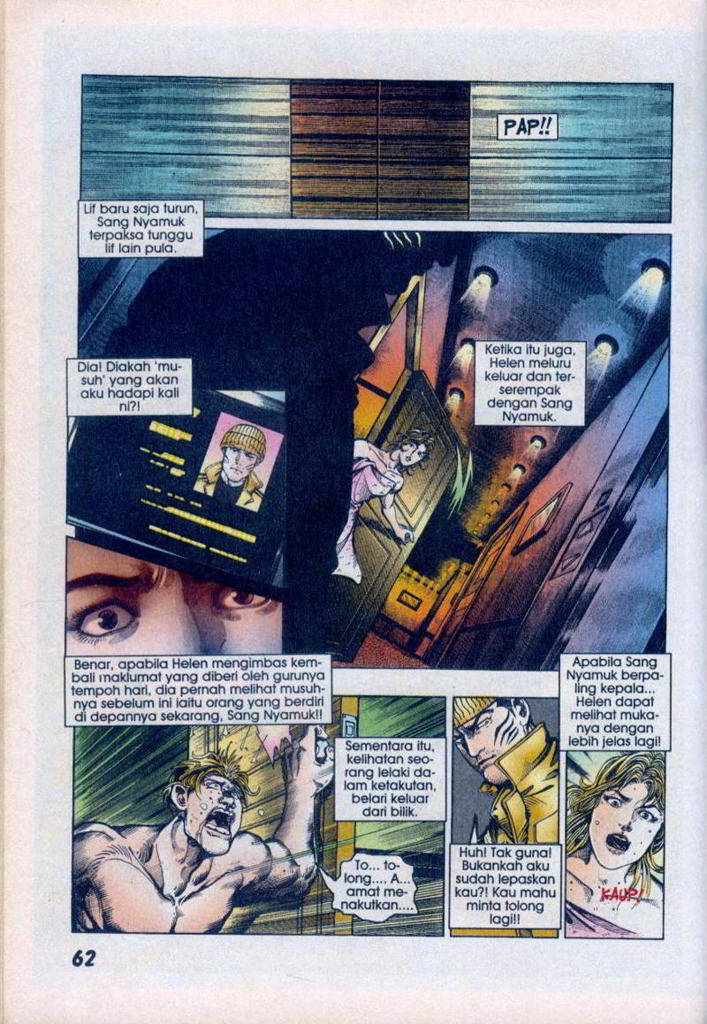 PAP!!
Lif baru saja turun,
Sang Nyamuk
terpaksa tunggu
lif lain pula.
Ketika itu juga,
Helen meluru
keluar dan ter-
serempak
dengan Sang
Nyamuk.
Dia! Diakah 'mu-
suh' yang akan
aku hadapi kali
ni?!
Benar, apabila Helen mengimbas kem-
bali maklumat yang diberi oleh gurunya
tempoh hari, dia pernah melihat musuh-
nya sebelum ini iaitu orang yang berdiri
di depannya sekarang, Sang Nyamuk!!
Sementara itu,
kelihatan seo-
rang lelaki da-
lam ketakutan,
belari keluar
dari bilik.
To... to-
long.... A...
amat me-
nakutkan....
Huh! Tak guna!
Bukankah aku
sudah lepaskan
kau?! Kau mahu
minta tolong
lagi!!
Apabila Sang
Nyamuk berpa-
ling kepala...
Helen dapat
melihat muka-
nya dengan
lebih jelas lagi!
KAUP!
62